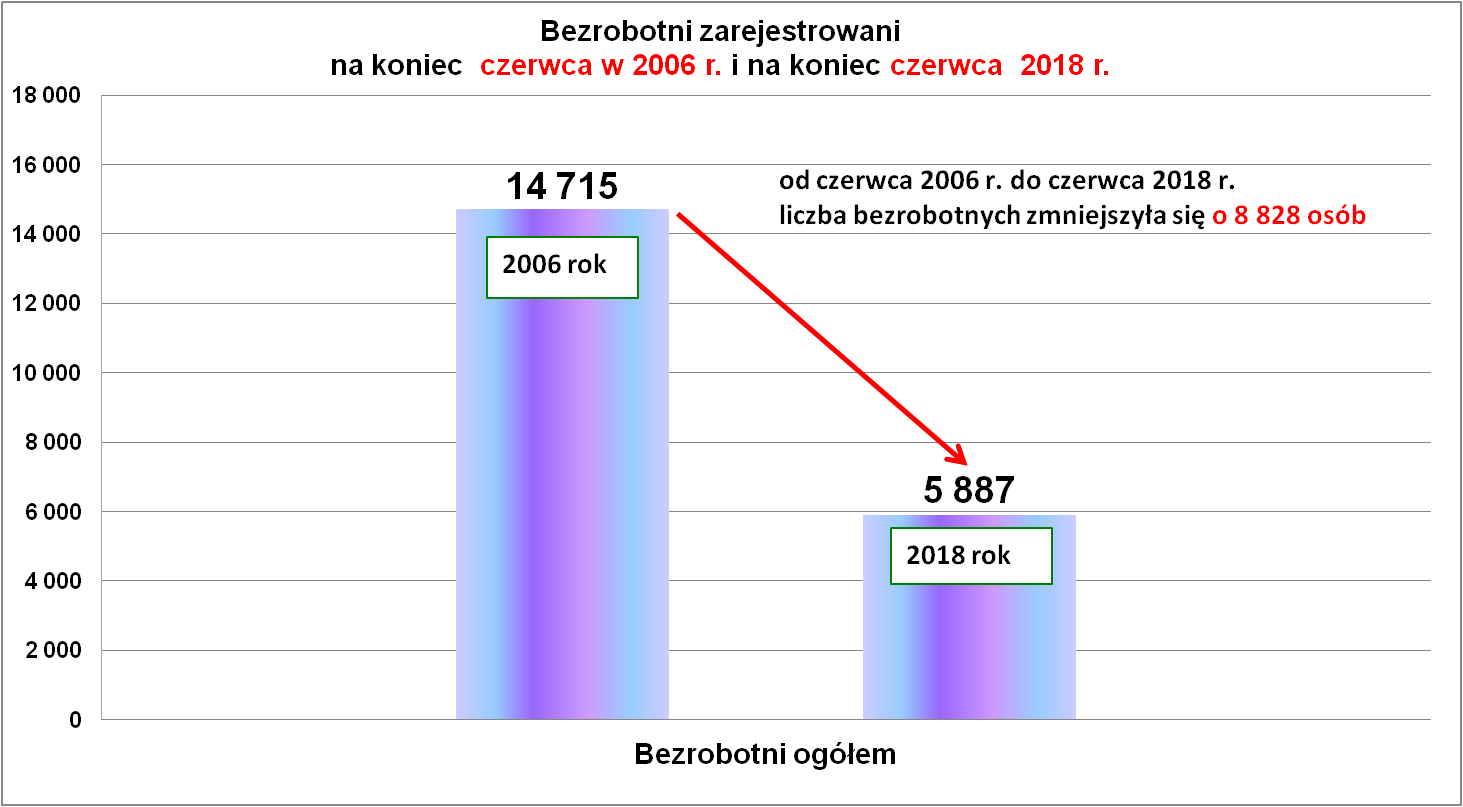 Bezrobotni zarejestrowani
na koniec czerwca w 2006 r. i na koniec czerwca 2018 r.
18 000
16 000
14 000
12 000
10 000
8 000
6 000
4 000
2 000
0
14 715
2006 rok
od czerwca 2006 r. do czerwca 2018 r.
liczba bezrobotnych zmniejszyła się o 8 828 osób
5 887
2018 rok
Bezrobotni ogółem